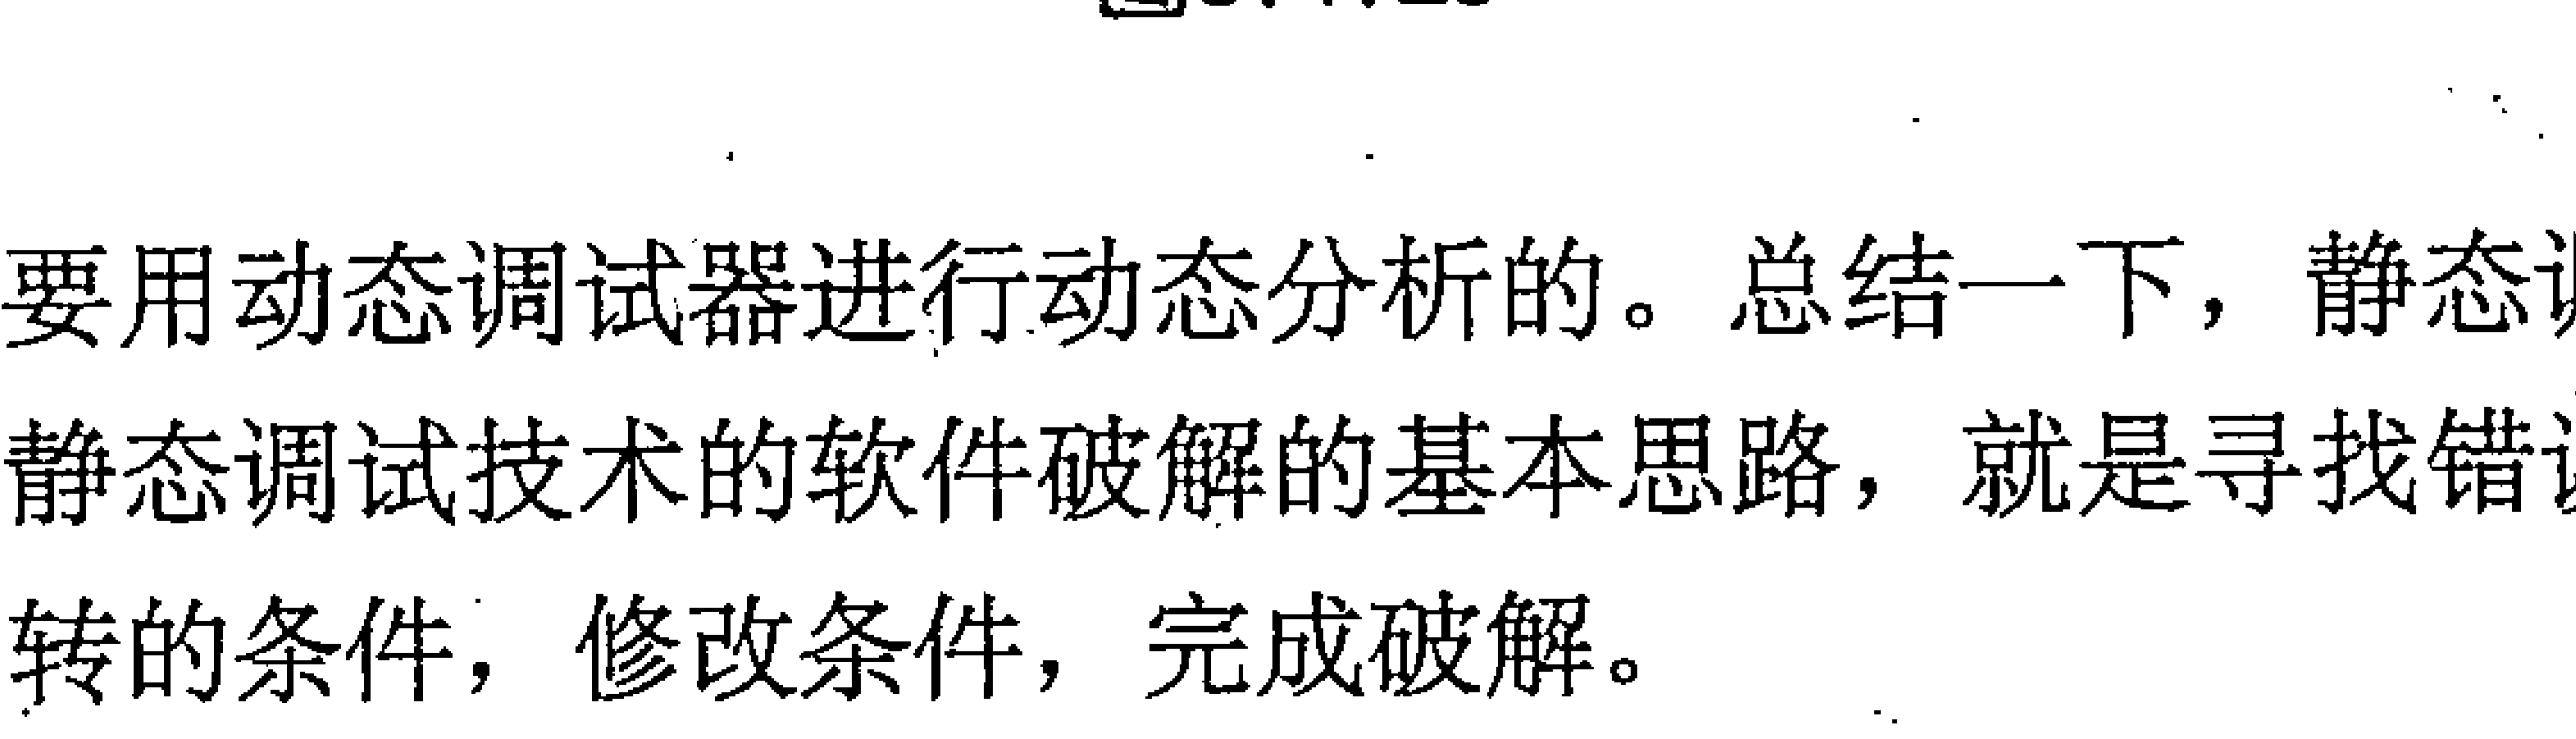 要用动态调试器进行动态分析的。总结一下，静态
静态调试技术的软件破解的基本思路，就是寻找错
转的条件，修改条件，完成破解。